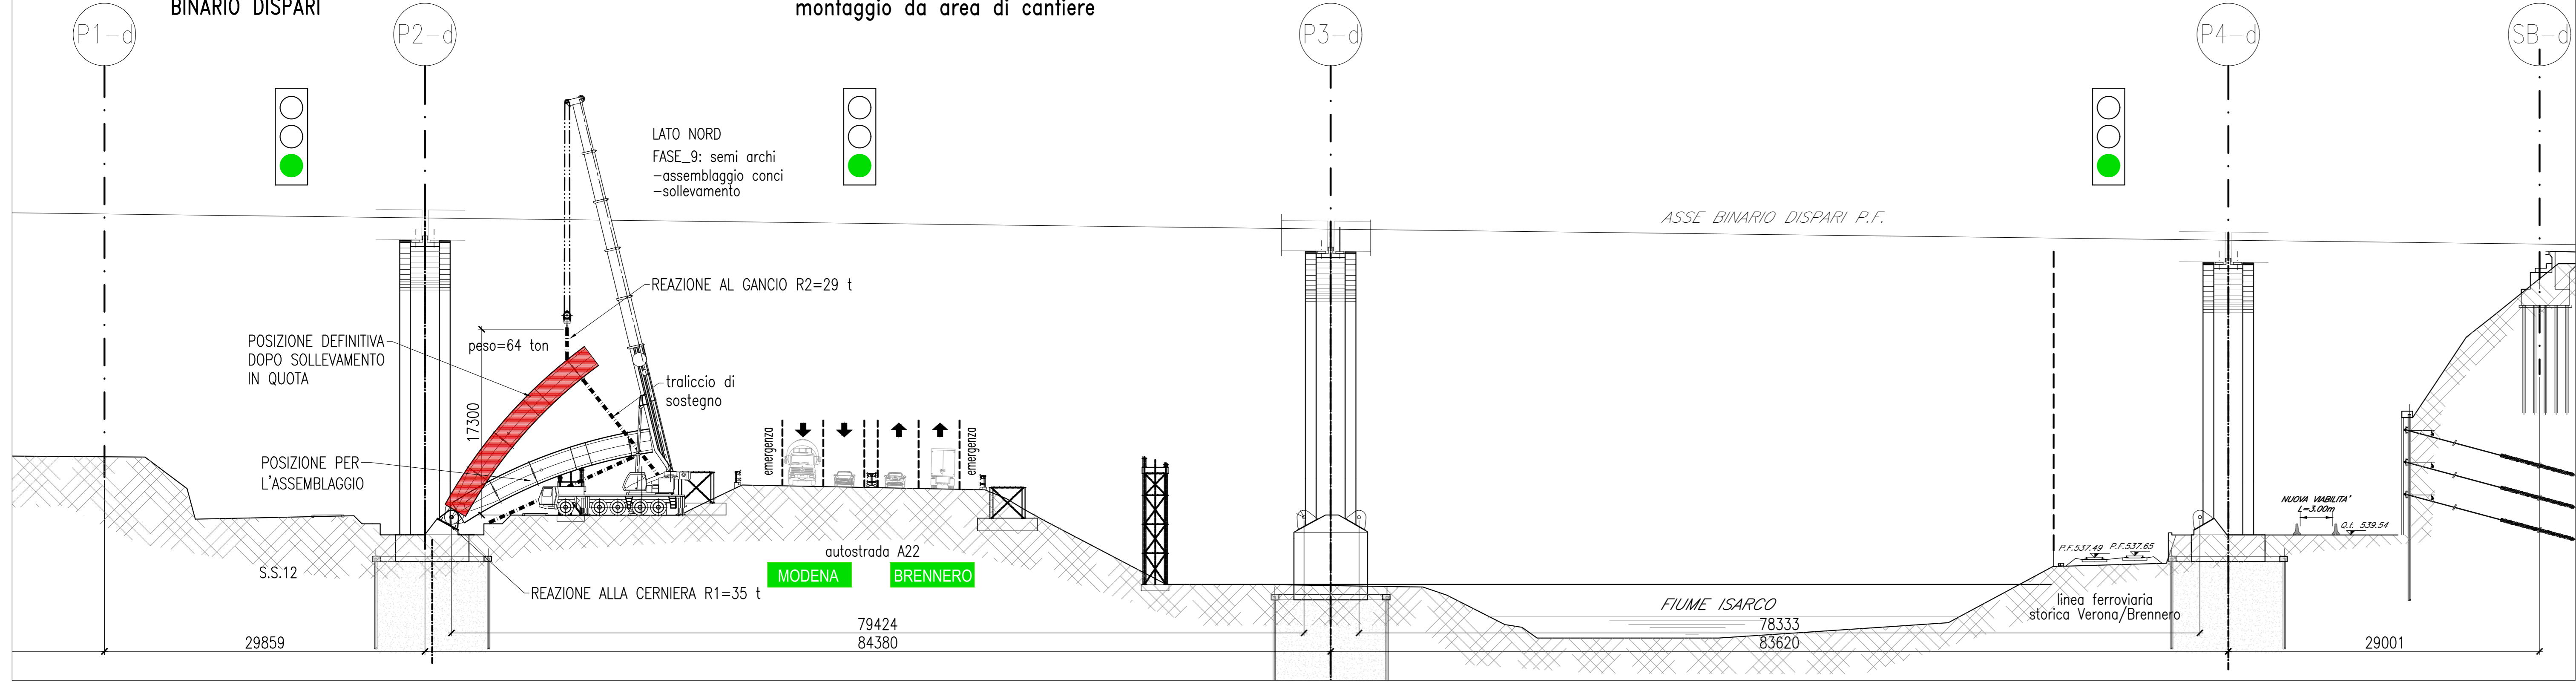 BINARIO DISPARI
montaggio da area di cantiere
P1-d
P2-d
P3-d
P4-d
SB-d
LATO NORD
FASE_9: semi archi
-assemblaggio conci
-sollevamento
ASSE BINARIO DISPARI P.F.
REAZIONE AL GANCIO R2=29 t
POSIZIONE DEFINITIVA
DOPO SOLLEVAMENTO
IN QUOTA
peso=64 ton
17300
traliccio di
sostegno
POSIZIONE PER
L'ASSEMBLAGGIO
emergenza
emergenza
NUOVA VIABILITA'
L=3.00m
Q.t. 539.54
P.F.537.49
P.F.537.65
autostrada A22
MODENA
BRENNERO
S.S.12
REAZIONE ALLA CERNIERA R1=35 t
FIUME ISARCO
linea ferroviaria
storica Verona/Brennero
79424
78333
29859
84380
83620
29001